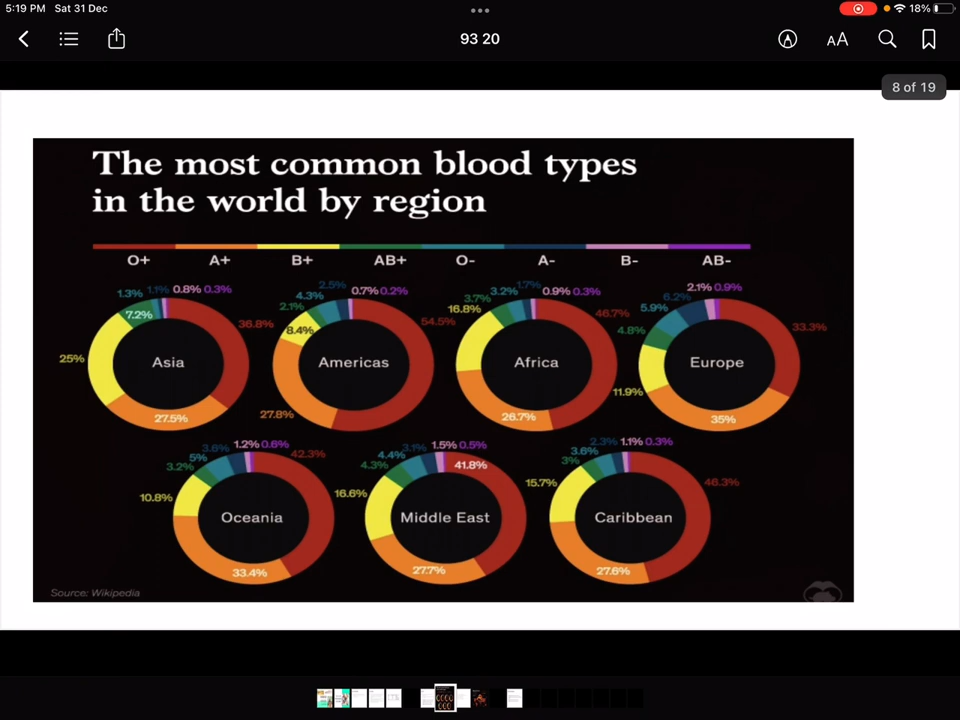 5:19 PM Sat 31 Dec
18%
93 20
AA
8 of 19
The most common blood types
in the world by region
O+ A+ B+ AB+ O- A- B- AB-
1.3% 1.1% 0.8% 0.3%
7.2%
36.8%
25%
Asia
27.5%
2.5%
4.3% 0.7% 0.2%
2.1%
8.4%
54.5%
Americas
27.8%
3.2% 1.7% 0.9% 0.3%
3.7%
16.8%
46.7%
Africa
26.7%
2.1% 0.9%
6.2%
5.9%
4.8%
33.3%
Europe
11.9%
35%
3.6% 1.2% 0.6%
5%
3.2%
42.3%
10.8%
Oceania
33.4%
3.1% 1.5% 0.5%
4.4%
4.3%
41.8%
16.6%
Middle East
27.7%
2.3% 1.1% 0.3%
3.6%
3%
15.7%
46.3%
Caribbean
27.6%
Source: Wikipedia